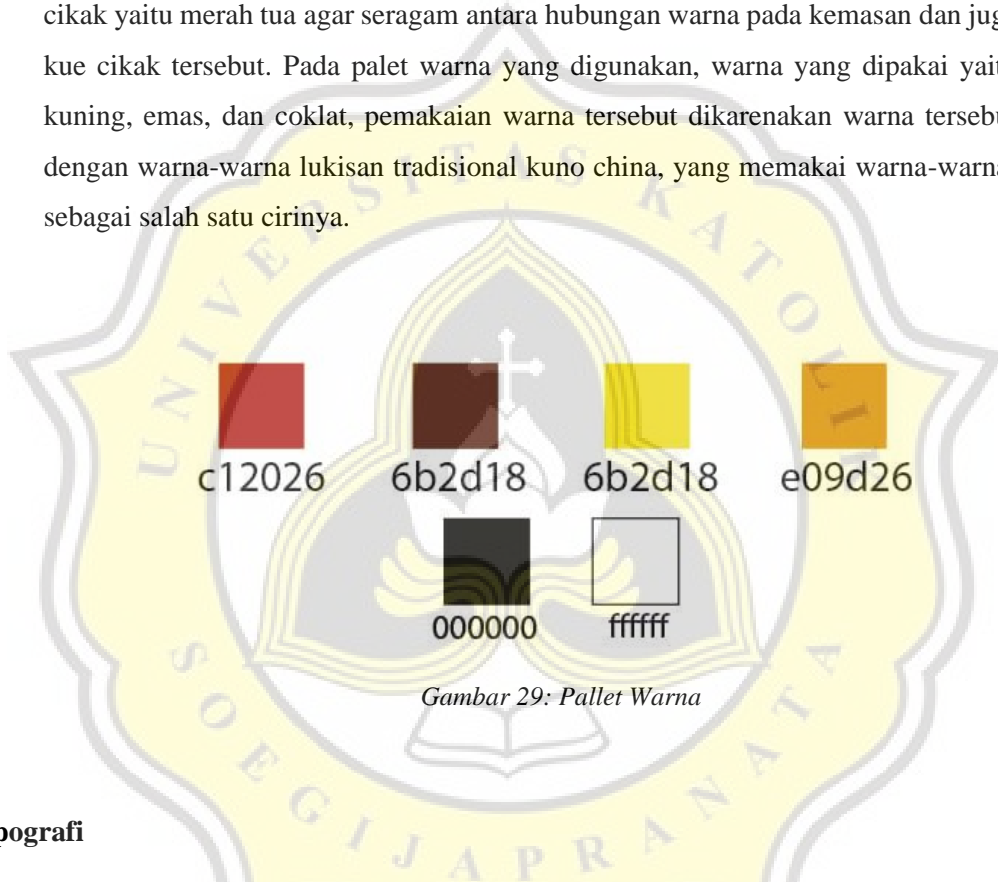 cikak yaitu merah tua agar seragam antara hubungan warna pada kemasan dan jug
kue cikak tersebut. Pada palet warna yang digunakan, warna yang dipakai yait
kuning, emas, dan coklat, pemakaian warna tersebut dikarenakan warna tersebu
dengan warna-warna lukisan tradisional kuno china, yang memakai warna-warna
sebagai salah satu cirinya.
UNIVERSITAS KATOLIK
c12026 6b2d18 6b2d18 e09d26
000000 ffffff
Gambar 29: Pallet Warna
SOEGIJAPRANATA
pografi